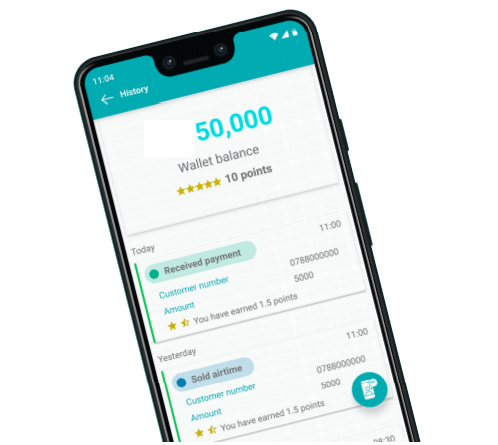 11:04
History
50,000
Wallet balance
10 points
Today
11:00
Received payment
Customer number 0788000000
Amount 5000
You have earned 1.5 points
Yesterday
11:00
Sold airtime
Customer number 0788000000
Amount 5000
You have earned 1.5 points
08:30